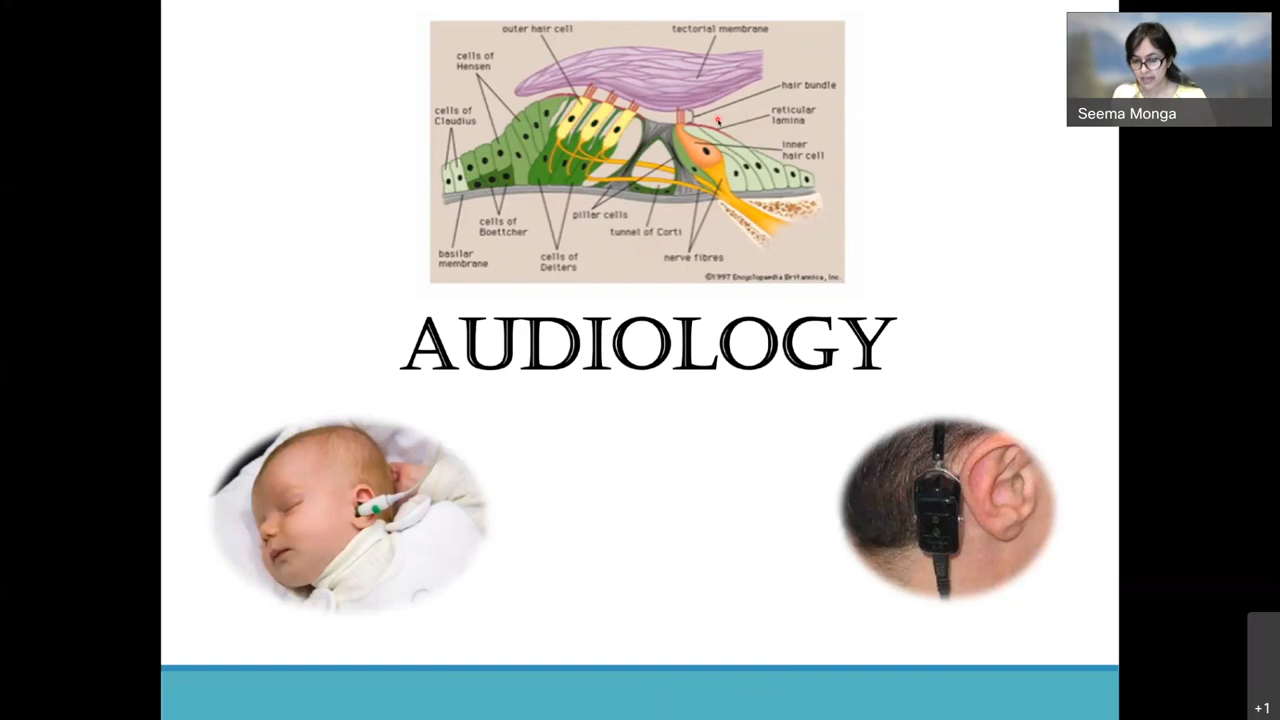 outer hair cell
tectorial membrane
cells of
Hensen
hair bundle
cells of
Claudius
reticular
lamina
inner
hair cell
cells of
Boettcher
pillar cells
tunnel of Corti
basilar
membrane
cells of
Deiters
nerve fibres
©1997 Encyclopaedia Britannica, Inc.
Seema Monga
AUDIOLOGY
+1